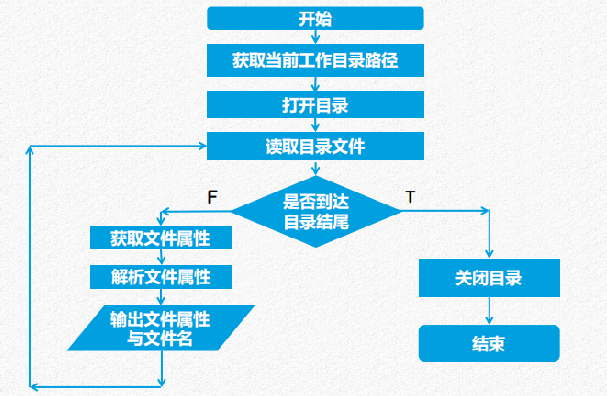 开始
获取当前工作目录路径
打开目录
读取目录文件
是否到达
目录结尾
F
T
获取文件属性
解析文件属性
输出文件属性
与文件名
关闭目录
结束